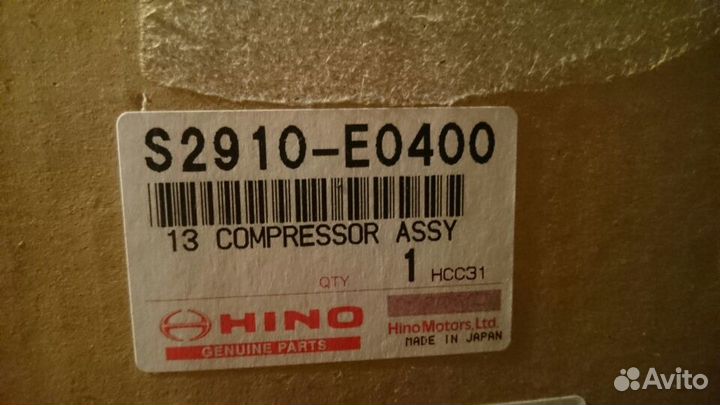 S2910-E0400
13 COMPRESSOR ASSY
QTY 1 HCC31
HINO
GENUINE PARTS
Hino Motors, Ltd.
MADE IN JAPAN
Avito